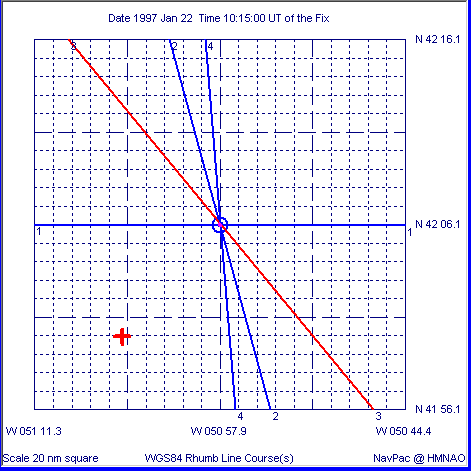 Date 1997 Jan 22 Time 10:15:00 UT of the Fix
3 2 4 N 42 16.1
1 1 N 42 06.1
4 2 3 N 41 56.1
W 051 11.3 W 050 57.9 W 050 44.4
Scale 20 nm square WGS84 Rhumb Line Course(s) NavPac @ HMNAO